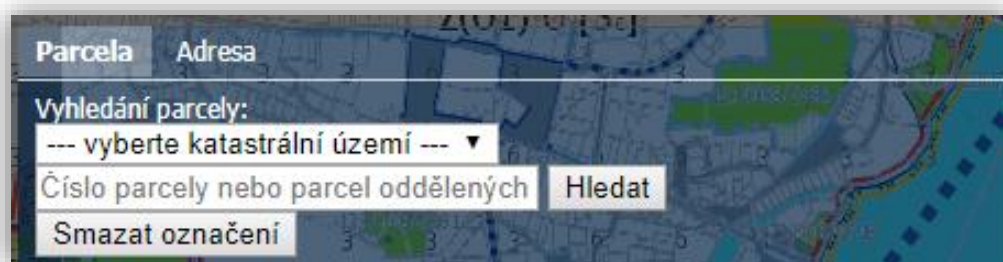 Parcela Adresa
Vyhledání parcely:
--- vyberte katastrální území ---
Číslo parcely nebo parcel oddělených Hledat
Smazat označení